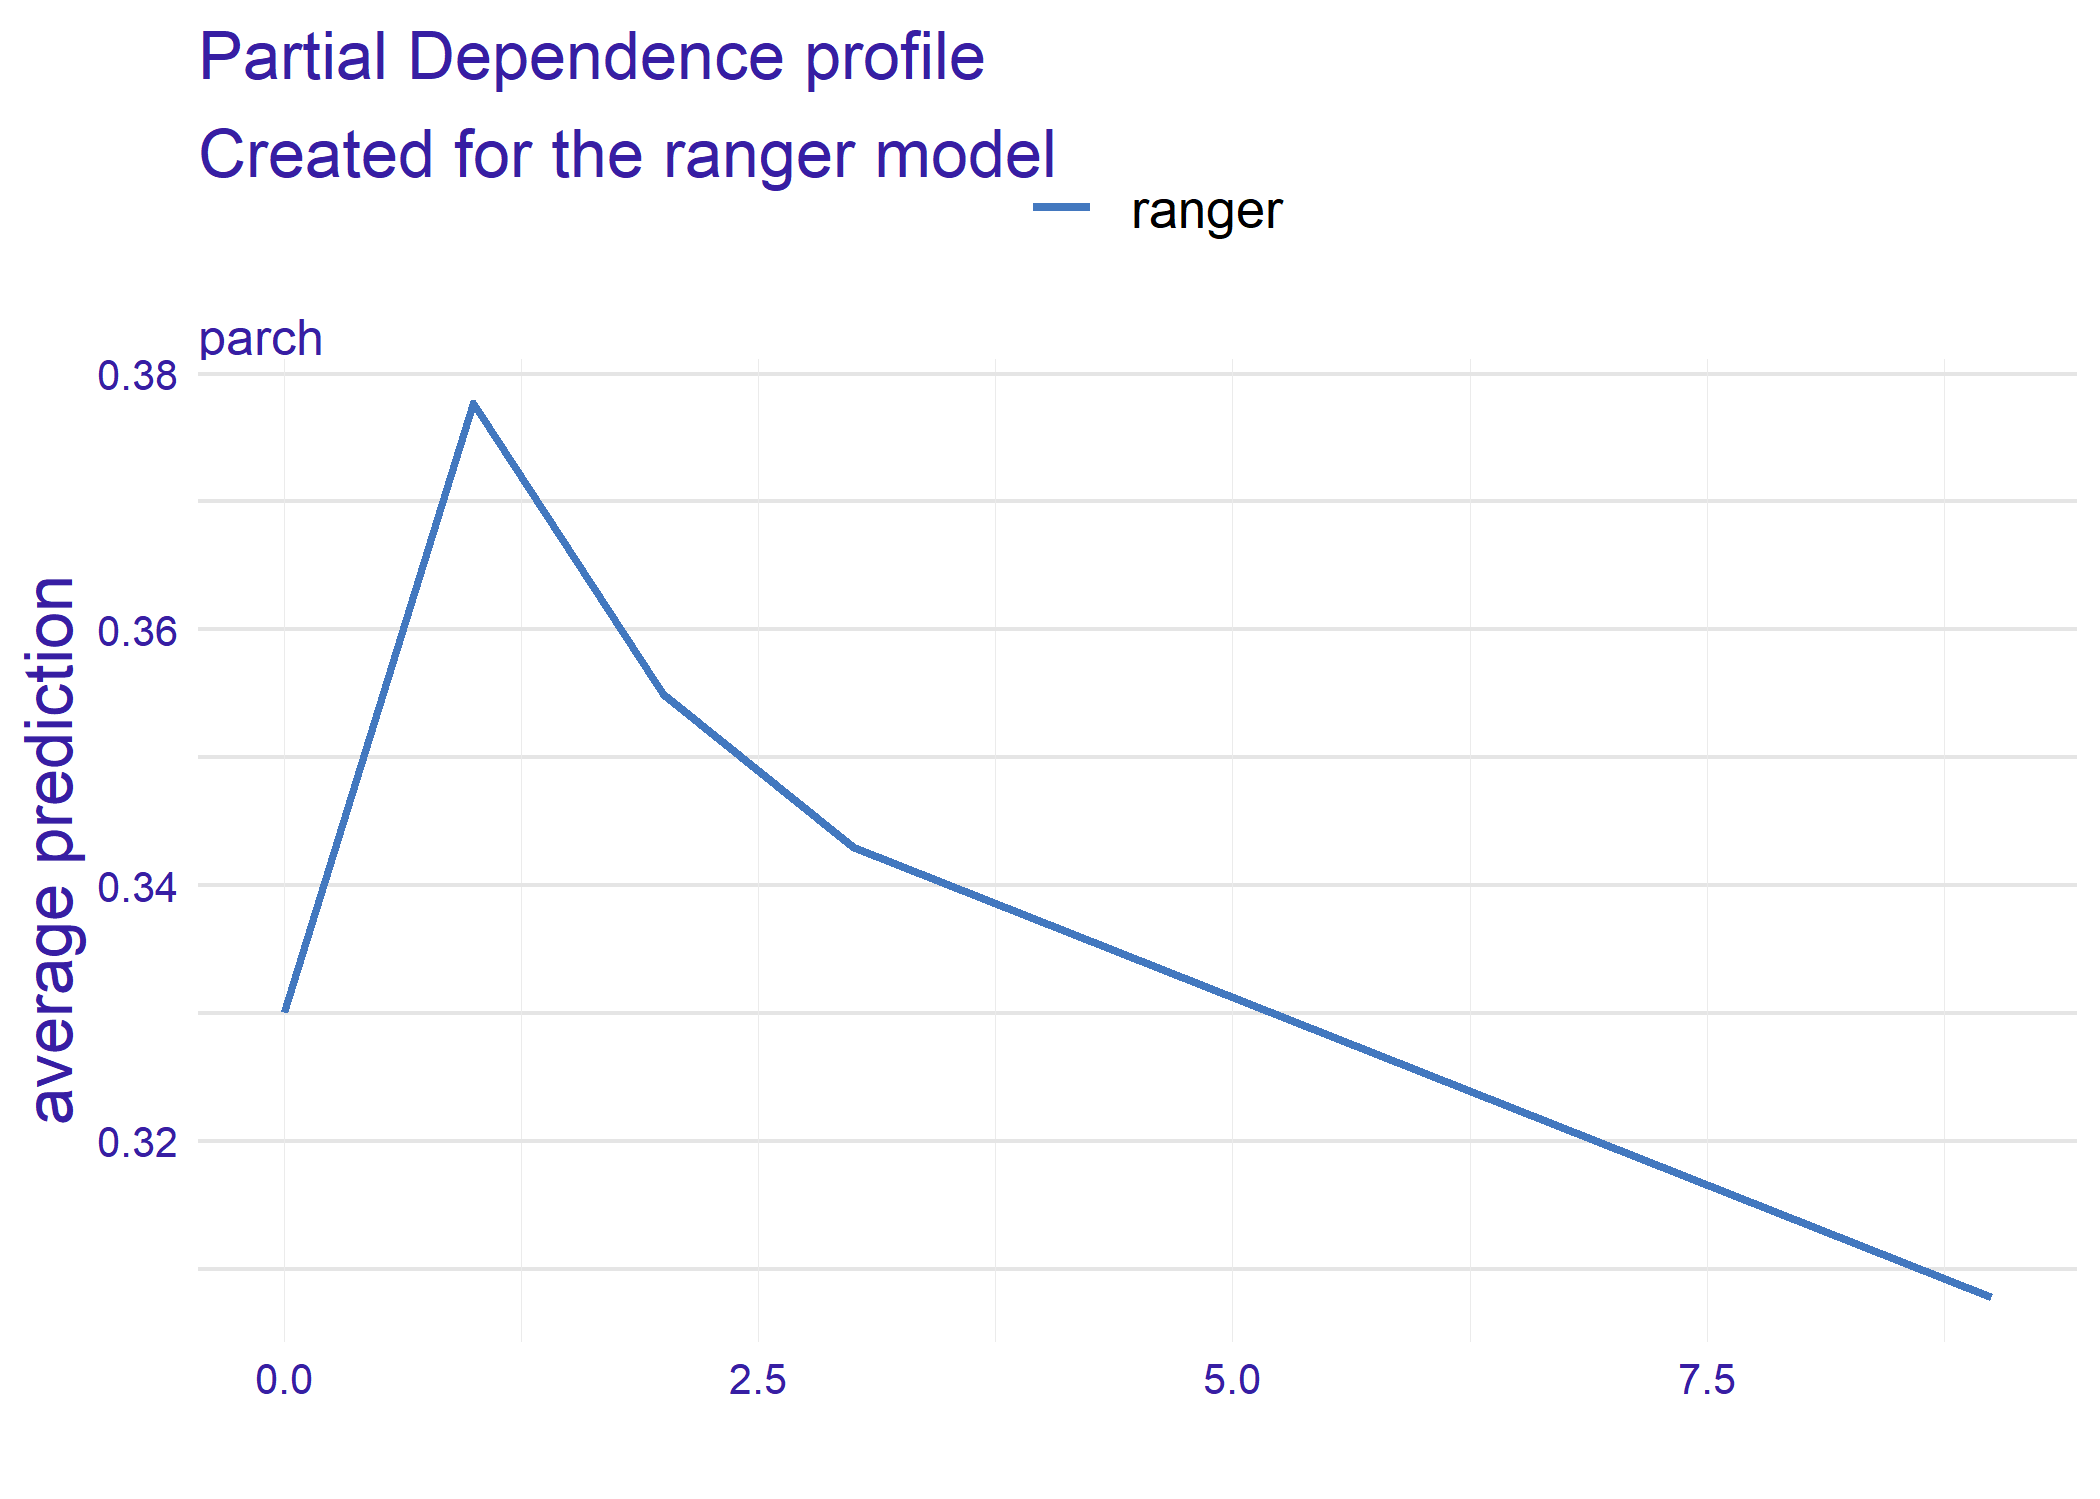 Partial Dependence profile
Created for the ranger model
ranger
parch
0.38
0.36
0.34
0.32
average prediction
0.0 2.5 5.0 7.5